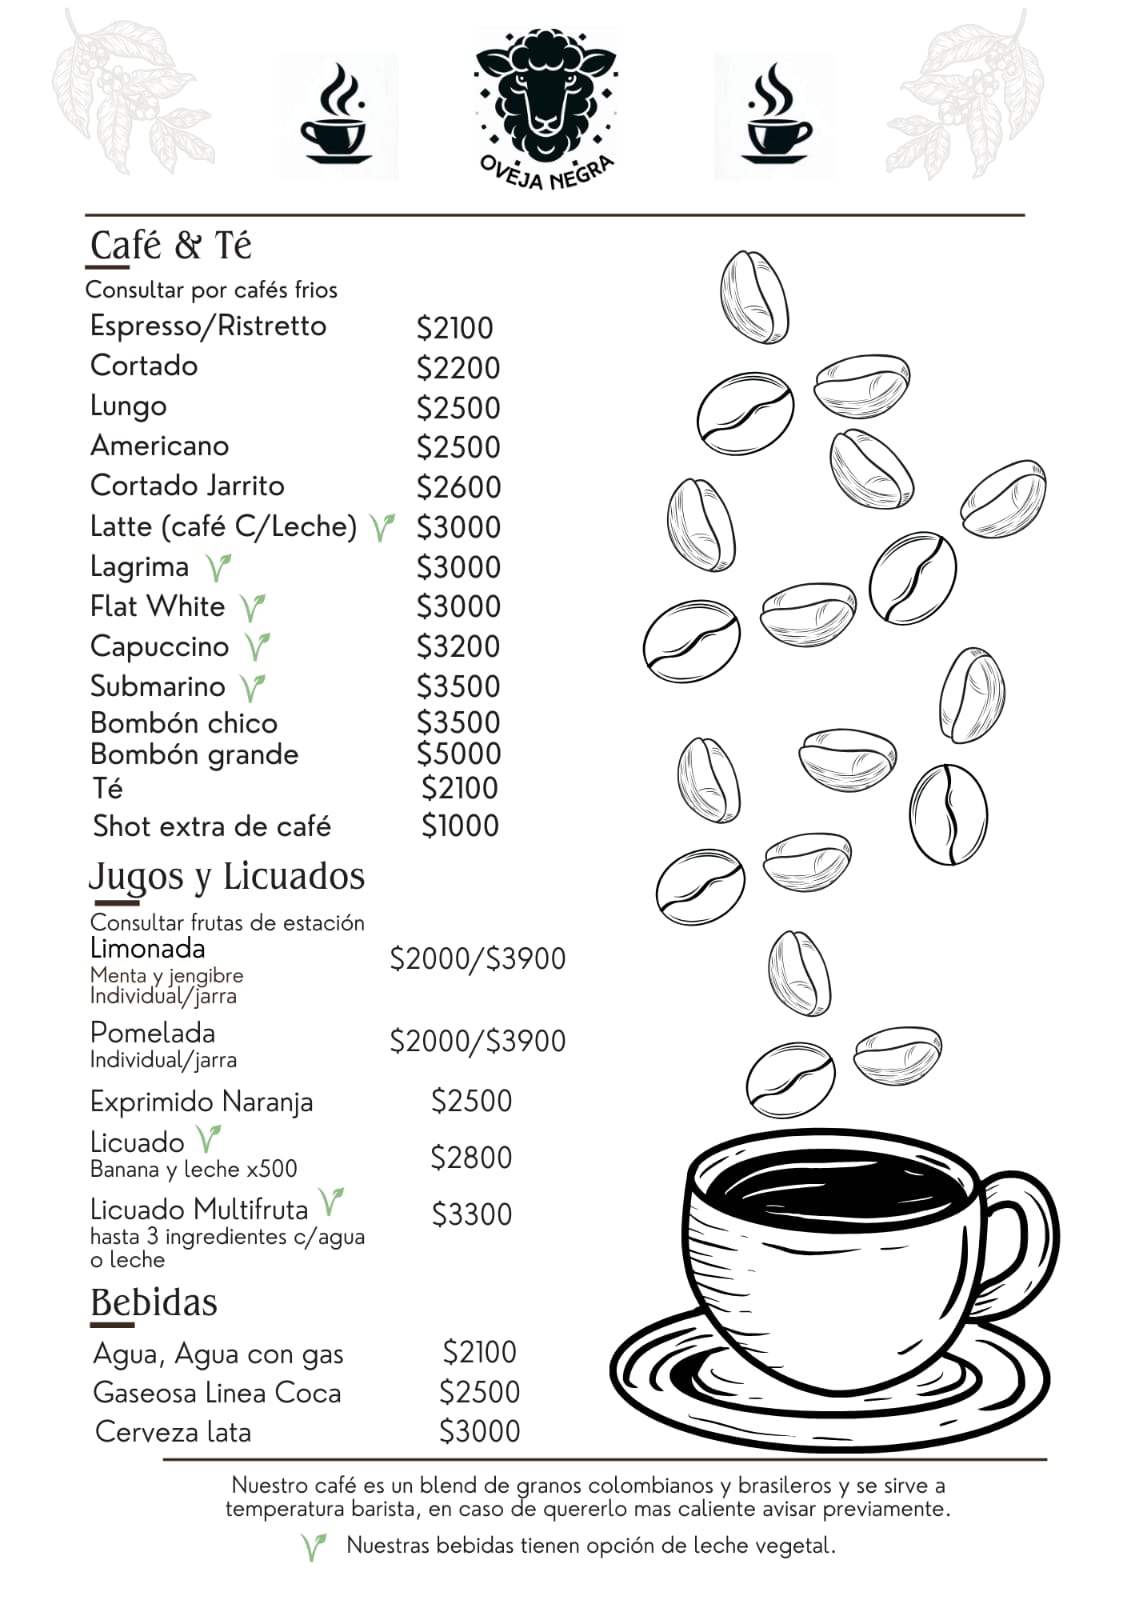 OVEJA NEGRA
Café & Té
Consultar por cafés frios
Espresso/Ristretto $2100
Cortado $2200
Lungo $2500
Americano $2500
Cortado Jarrito $2600
Latte (café C/Leche) $3000
Lagrima $3000
Flat White $3000
Capuccino $3200
Submarino $3500
Bombón chico $3500
Bombón grande $5000
Té $2100
Shot extra de café $1000
Jugos y Licuados
Consultar frutas de estación
Limonada $2000/$3900
Menta y jengibre
Individual/jarra
Pomelada $2000/$3900
Individual/jarra
Exprimido Naranja $2500
Licuado $2800
Banana y leche x500
Licuado Multifruta $3300
hasta 3 ingredientes c/agua
o leche
Bebidas
Agua, Agua con gas $2100
Gaseosa Linea Coca $2500
Cerveza lata $3000
Nuestro café es un blend de granos colombianos y brasileros y se sirve a
temperatura barista, en caso de quererlo mas caliente avisar previamente.
Nuestras bebidas tienen opción de leche vegetal.